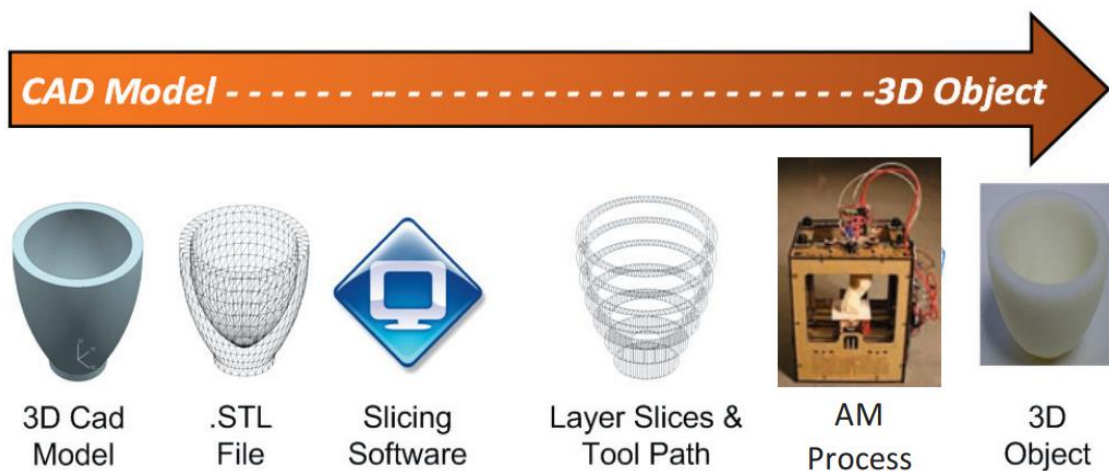 CAD Model - - - - - - -- - - - - - - - - - - - - - - - - - - - - - -3D Object
3D Cad
Model
.STL
File
Slicing
Software
Layer Slices &
Tool Path
AM
Process
3D
Object